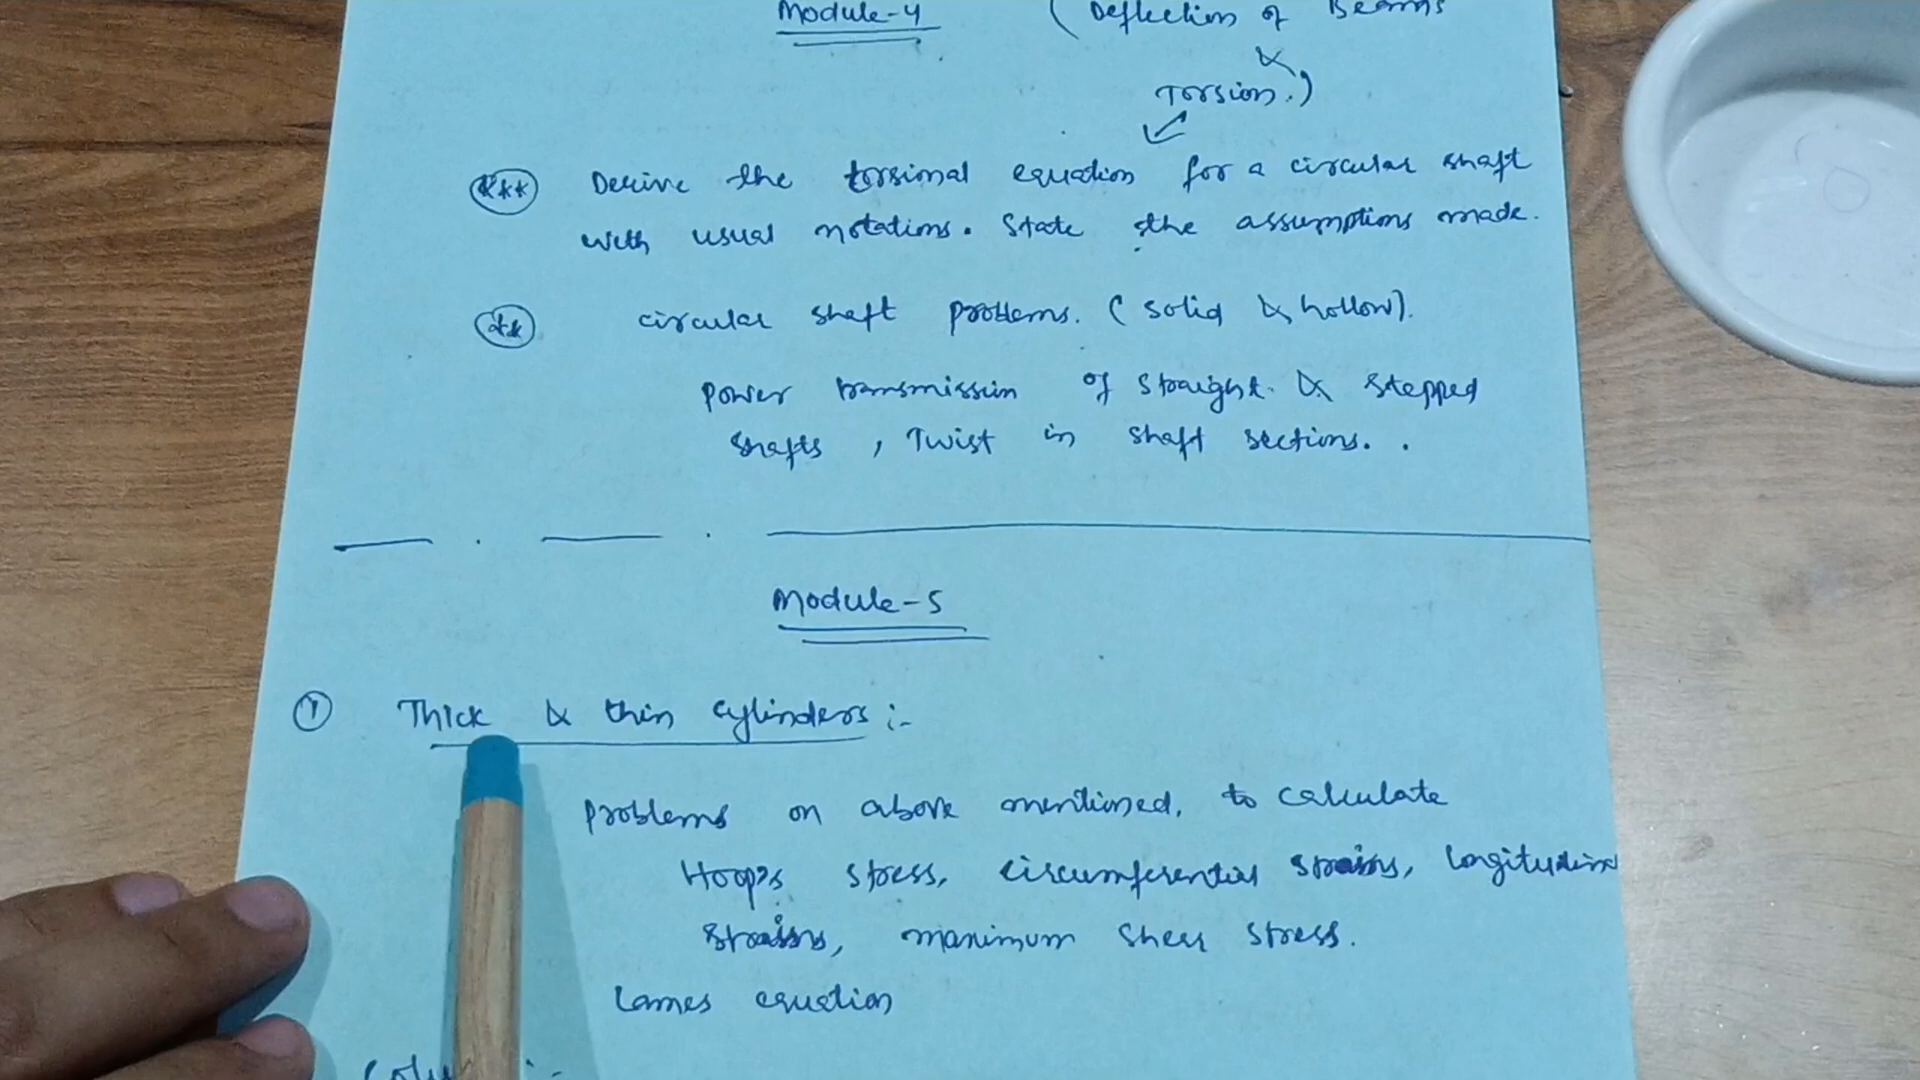 Module-4 (Deflection of Beams
&
Torsion.)
*** Derive the torsional equation for a circular shaft
with usual notations. State the assumptions made.
** circular shaft problems. (solid & hollow).
Power transmission of straight & stepped
shafts, Twist in shaft sections.
Module-5
1 Thick & thin cylinders :-
Problems on above mentioned, to calculate
Hoop's stress, circumferential strains, longitudinal
strains, maximum shear stress.
Lames equation